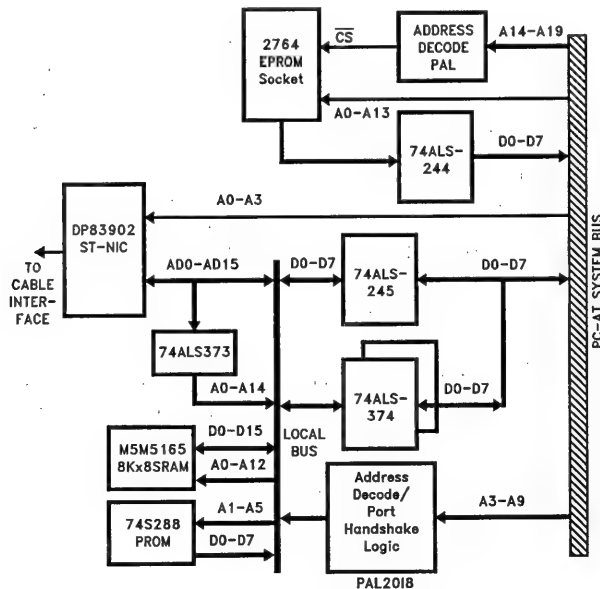 2764
EPROM
Socket
CS
ADDRESS
DECODE
PAL
A14-A19
A0-A13
74ALS-
244
D0-D7
DP83902
ST-NIC
A0-A3
TO
CABLE
INTER-
FACE
AD0-AD15
D0-D7
74ALS-
245
D0-D7
PC-AT SYSTEM BUS
74ALS373
A0-A14
74ALS-
374
D0-D7
LOCAL
BUS
M5M5165
8Kx8SRAM
D0-D15
A0-A12
Address
Decode/
Port
Handshake
Logic
A3-A9
74S288
PROM
A1-A5
D0-D7
PAL2018